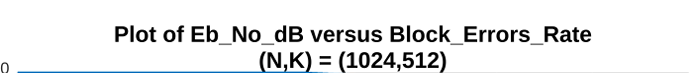 Plot of Eb_No_dB versus Block_Errors_Rate
(N,K) = (1024,512)
0